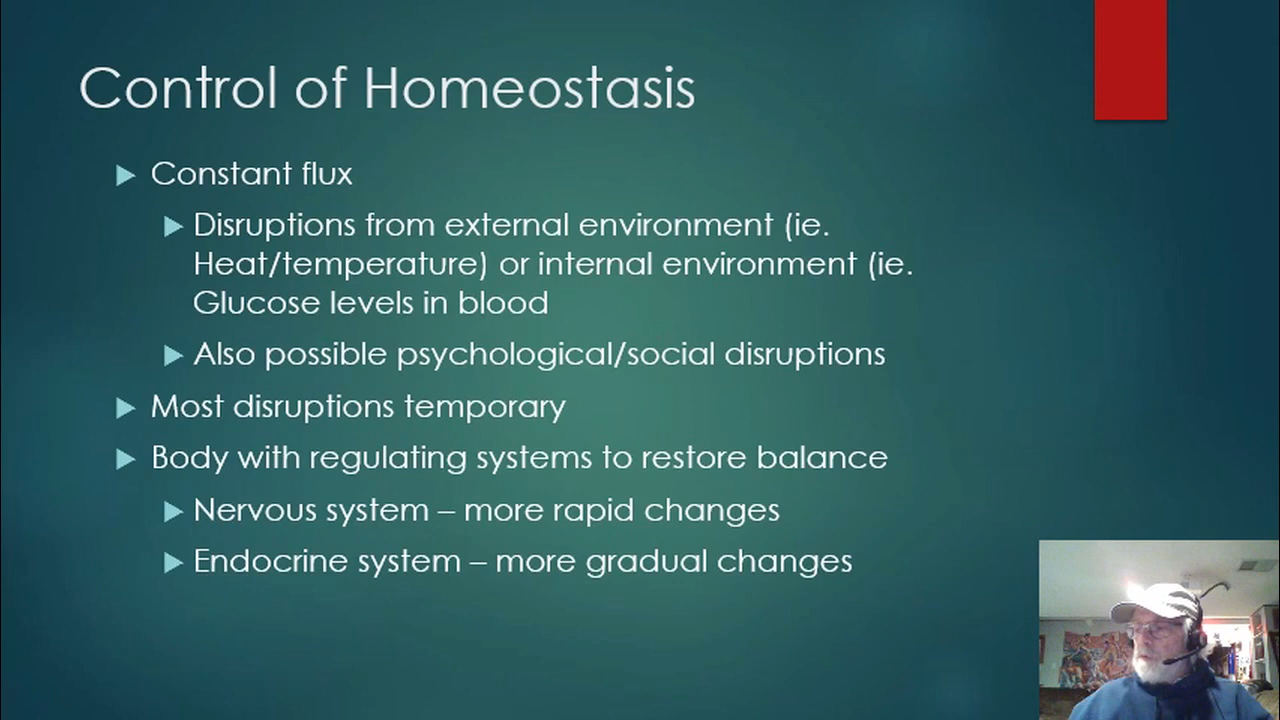 Control of Homeostasis
Constant flux
Disruptions from external environment (ie.
Heat/temperature) or internal environment (ie.
Glucose levels in blood
Also possible psychological/social disruptions
Most disruptions temporary
Body with regulating systems to restore balance
Nervous system – more rapid changes
Endocrine system – more gradual changes